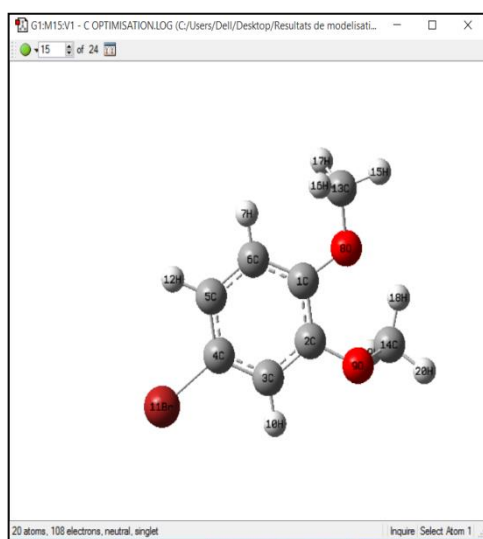 G1:M15:V1 - C OPTIMISATION.LOG (C:/Users/Dell/Desktop/Resultats de modelisati...
15 of 24
17H
15H
16H
13C
7H
8O
6C
1C
12H
18H
5C
2C
14C
4C
9O
20H
3C
11Br
10H
20 atoms, 108 electrons, neutral, singlet
Inquire Select Atom 1